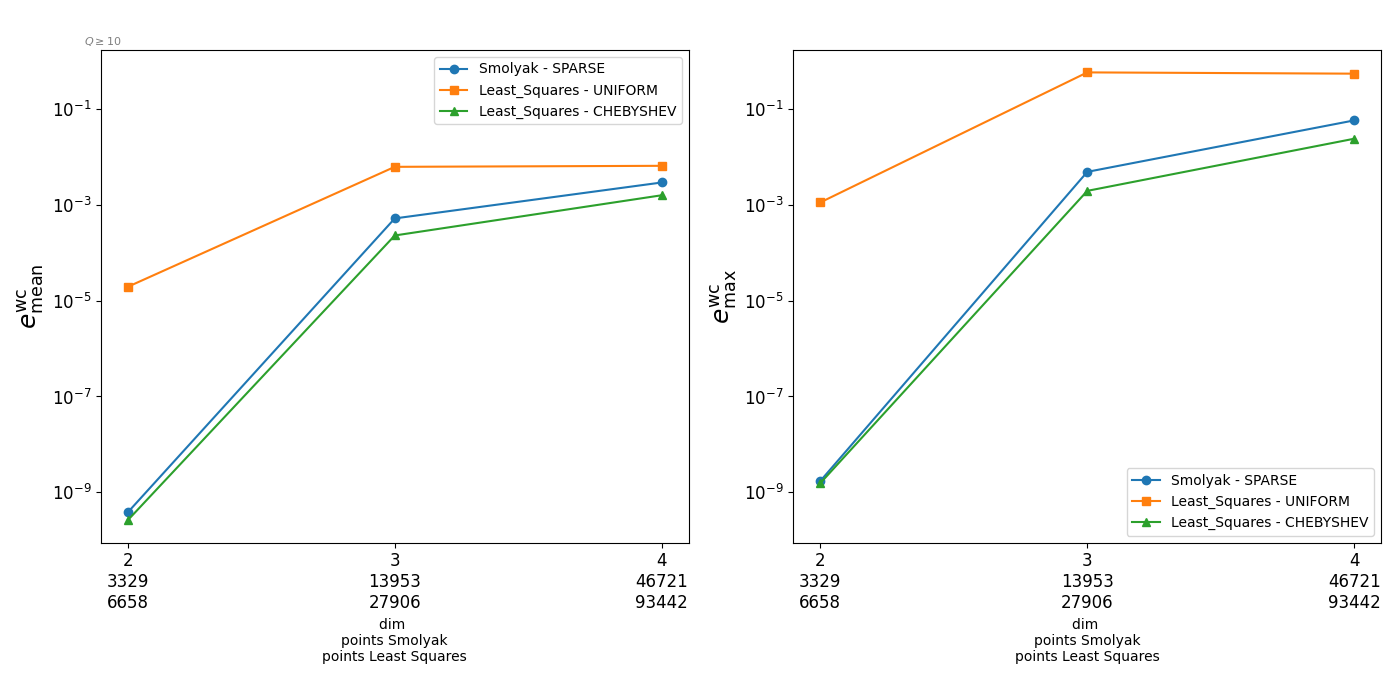 Q ≥ 10
Smolyak - SPARSE
Least_Squares - UNIFORM
Least_Squares - CHEBYSHEV
10⁻¹
10⁻³
10⁻⁵
10⁻⁷
10⁻⁹
e^wc_mean
2 3 4
3329 13953 46721
6658 27906 93442
dim
points Smolyak
points Least Squares
10⁻¹
10⁻³
10⁻⁵
10⁻⁷
10⁻⁹
e^wc_max
Smolyak - SPARSE
Least_Squares - UNIFORM
Least_Squares - CHEBYSHEV
2 3 4
3329 13953 46721
6658 27906 93442
dim
points Smolyak
points Least Squares